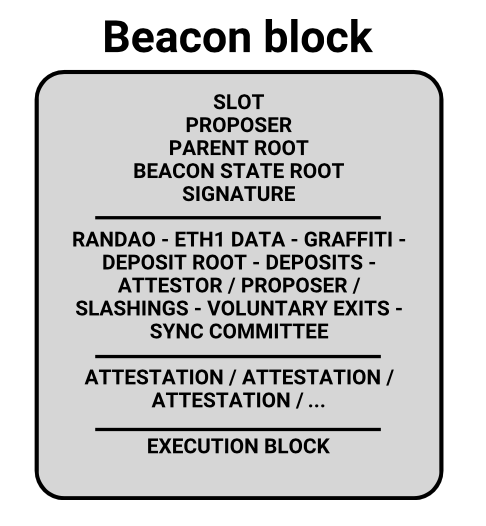 Beacon block
SLOT
PROPOSER
PARENT ROOT
BEACON STATE ROOT
SIGNATURE
RANDAO - ETH1 DATA - GRAFFITI -
DEPOSIT ROOT - DEPOSITS -
ATTESTOR / PROPOSER /
SLASHINGS - VOLUNTARY EXITS -
SYNC COMMITTEE
ATTESTATION / ATTESTATION /
ATTESTATION / ...
EXECUTION BLOCK